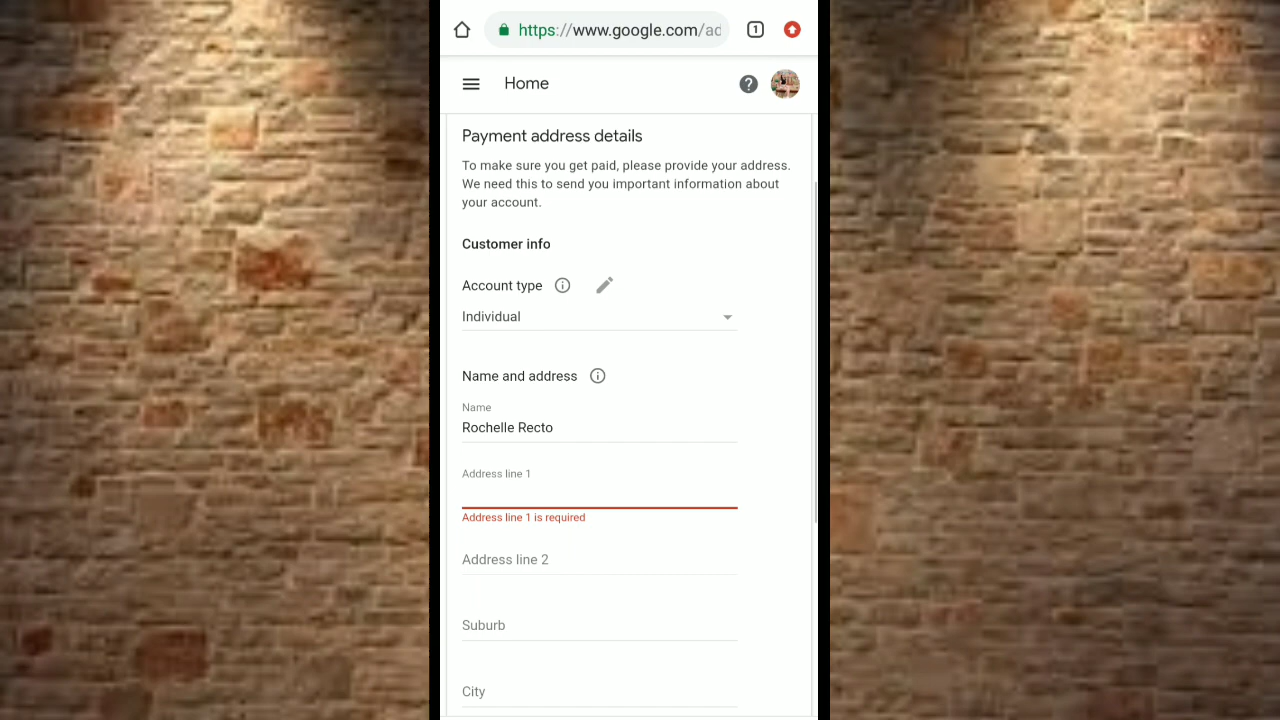 https://www.google.com/ad
1
Home
Payment address details
To make sure you get paid, please provide your address.
We need this to send you important information about
your account.
Customer info
Account type
Individual
Name and address
Name
Rochelle Recto
Address line 1
Address line 1 is required
Address line 2
Suburb
City